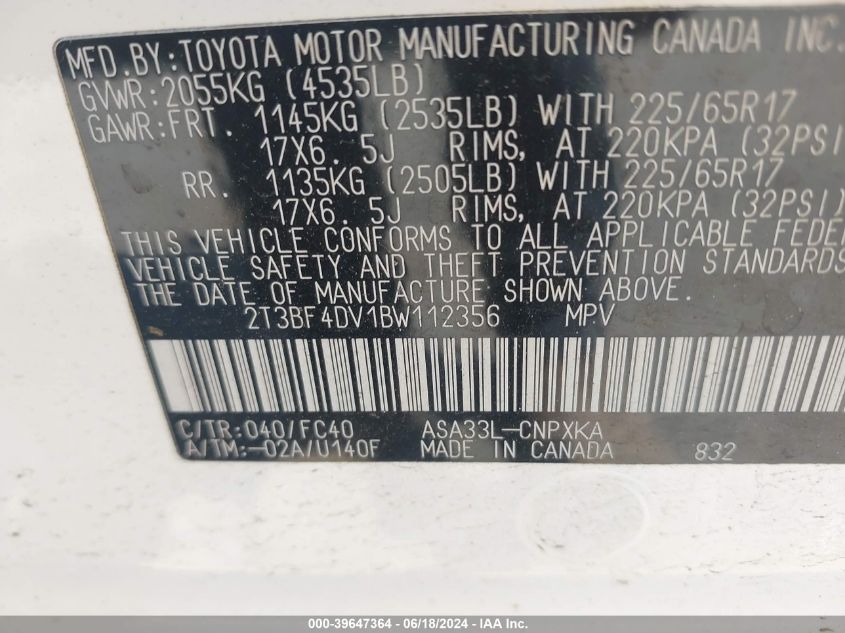 MFD.BY:TOYOTA MOTOR MANUFACTURING CANADA INC.
GVWR:2055KG (4535LB)
GAWR:FRT. 1145KG (2535LB) WITH 225/65R17
17X6. 5J RIMS, AT 220KPA (32PSI
RR. 1135KG (2505LB) WITH 225/65R17
17X6. 5J RIMS, AT 220KPA (32PSI)
THIS VEHICLE CONFORMS TO ALL APPLICABLE FEDE
VEHICLE SAFETY AND THEFT PREVENTION STANDARDS
THE DATE OF MANUFACTURE SHOWN ABOVE.
2T3BF4DV1BW112356 MPV
C/TR:040/FC40 ASA33L-CNPXKA
A/TM:-02A/U140F MADE IN CANADA 832
000-39647364 | 06/18/2024 | IAA Inc.